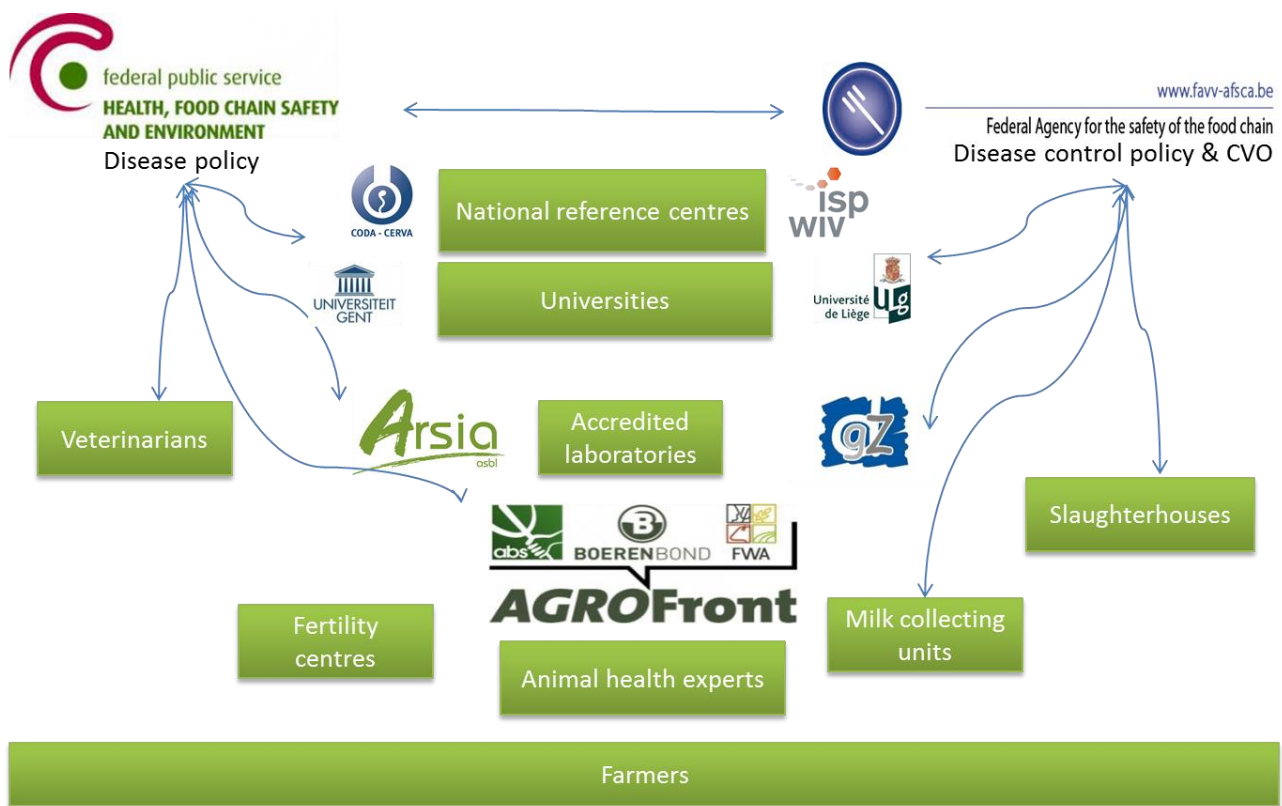 federal public service
HEALTH, FOOD CHAIN SAFETY
AND ENVIRONMENT
Disease policy
www.favv-afsca.be
Federal Agency for the safety of the food chain
Disease control policy & CVO
CODA - CERVA
National reference centres
isp
WIV
UNIVERSITEIT
GENT
Universities
Université
de Liège
ULg
Veterinarians
Arsia
asbl
Accredited
laboratories
gZ
Slaughterhouses
abs
B
BOERENBOND
FWA
AGROFront
Fertility
centres
Milk collecting
units
Animal health experts
Farmers